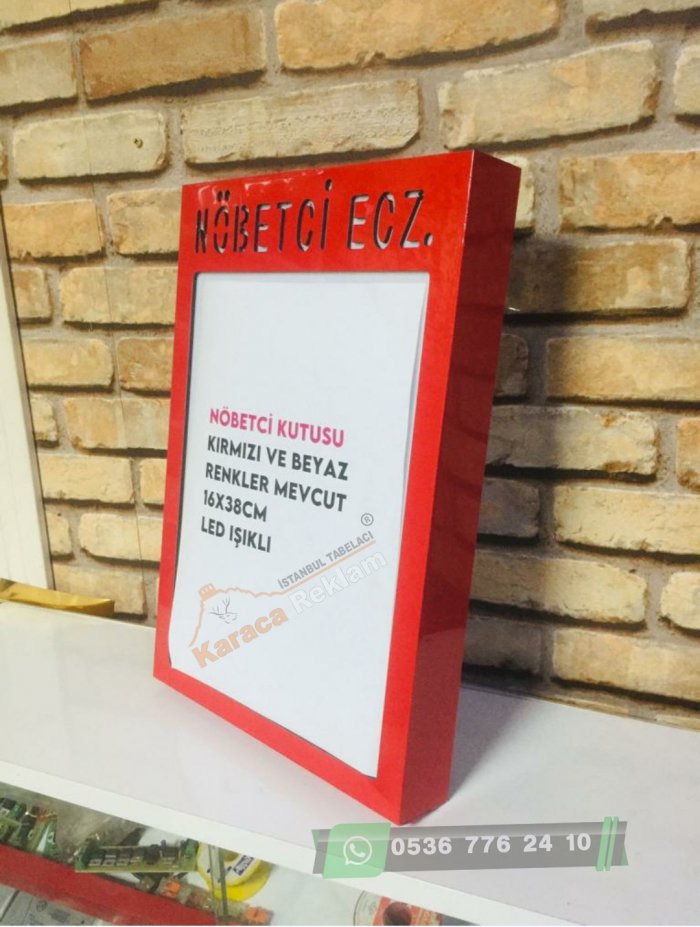 NÖBETCİ ECZ.
NÖBETCİ KUTUSU
KIRMIZI VE BEYAZ
RENKLER MEVCUT
16X38CM
LED IŞIKLI
®
İSTANBUL TABELACI
Karaca Reklam
0536 776 24 10